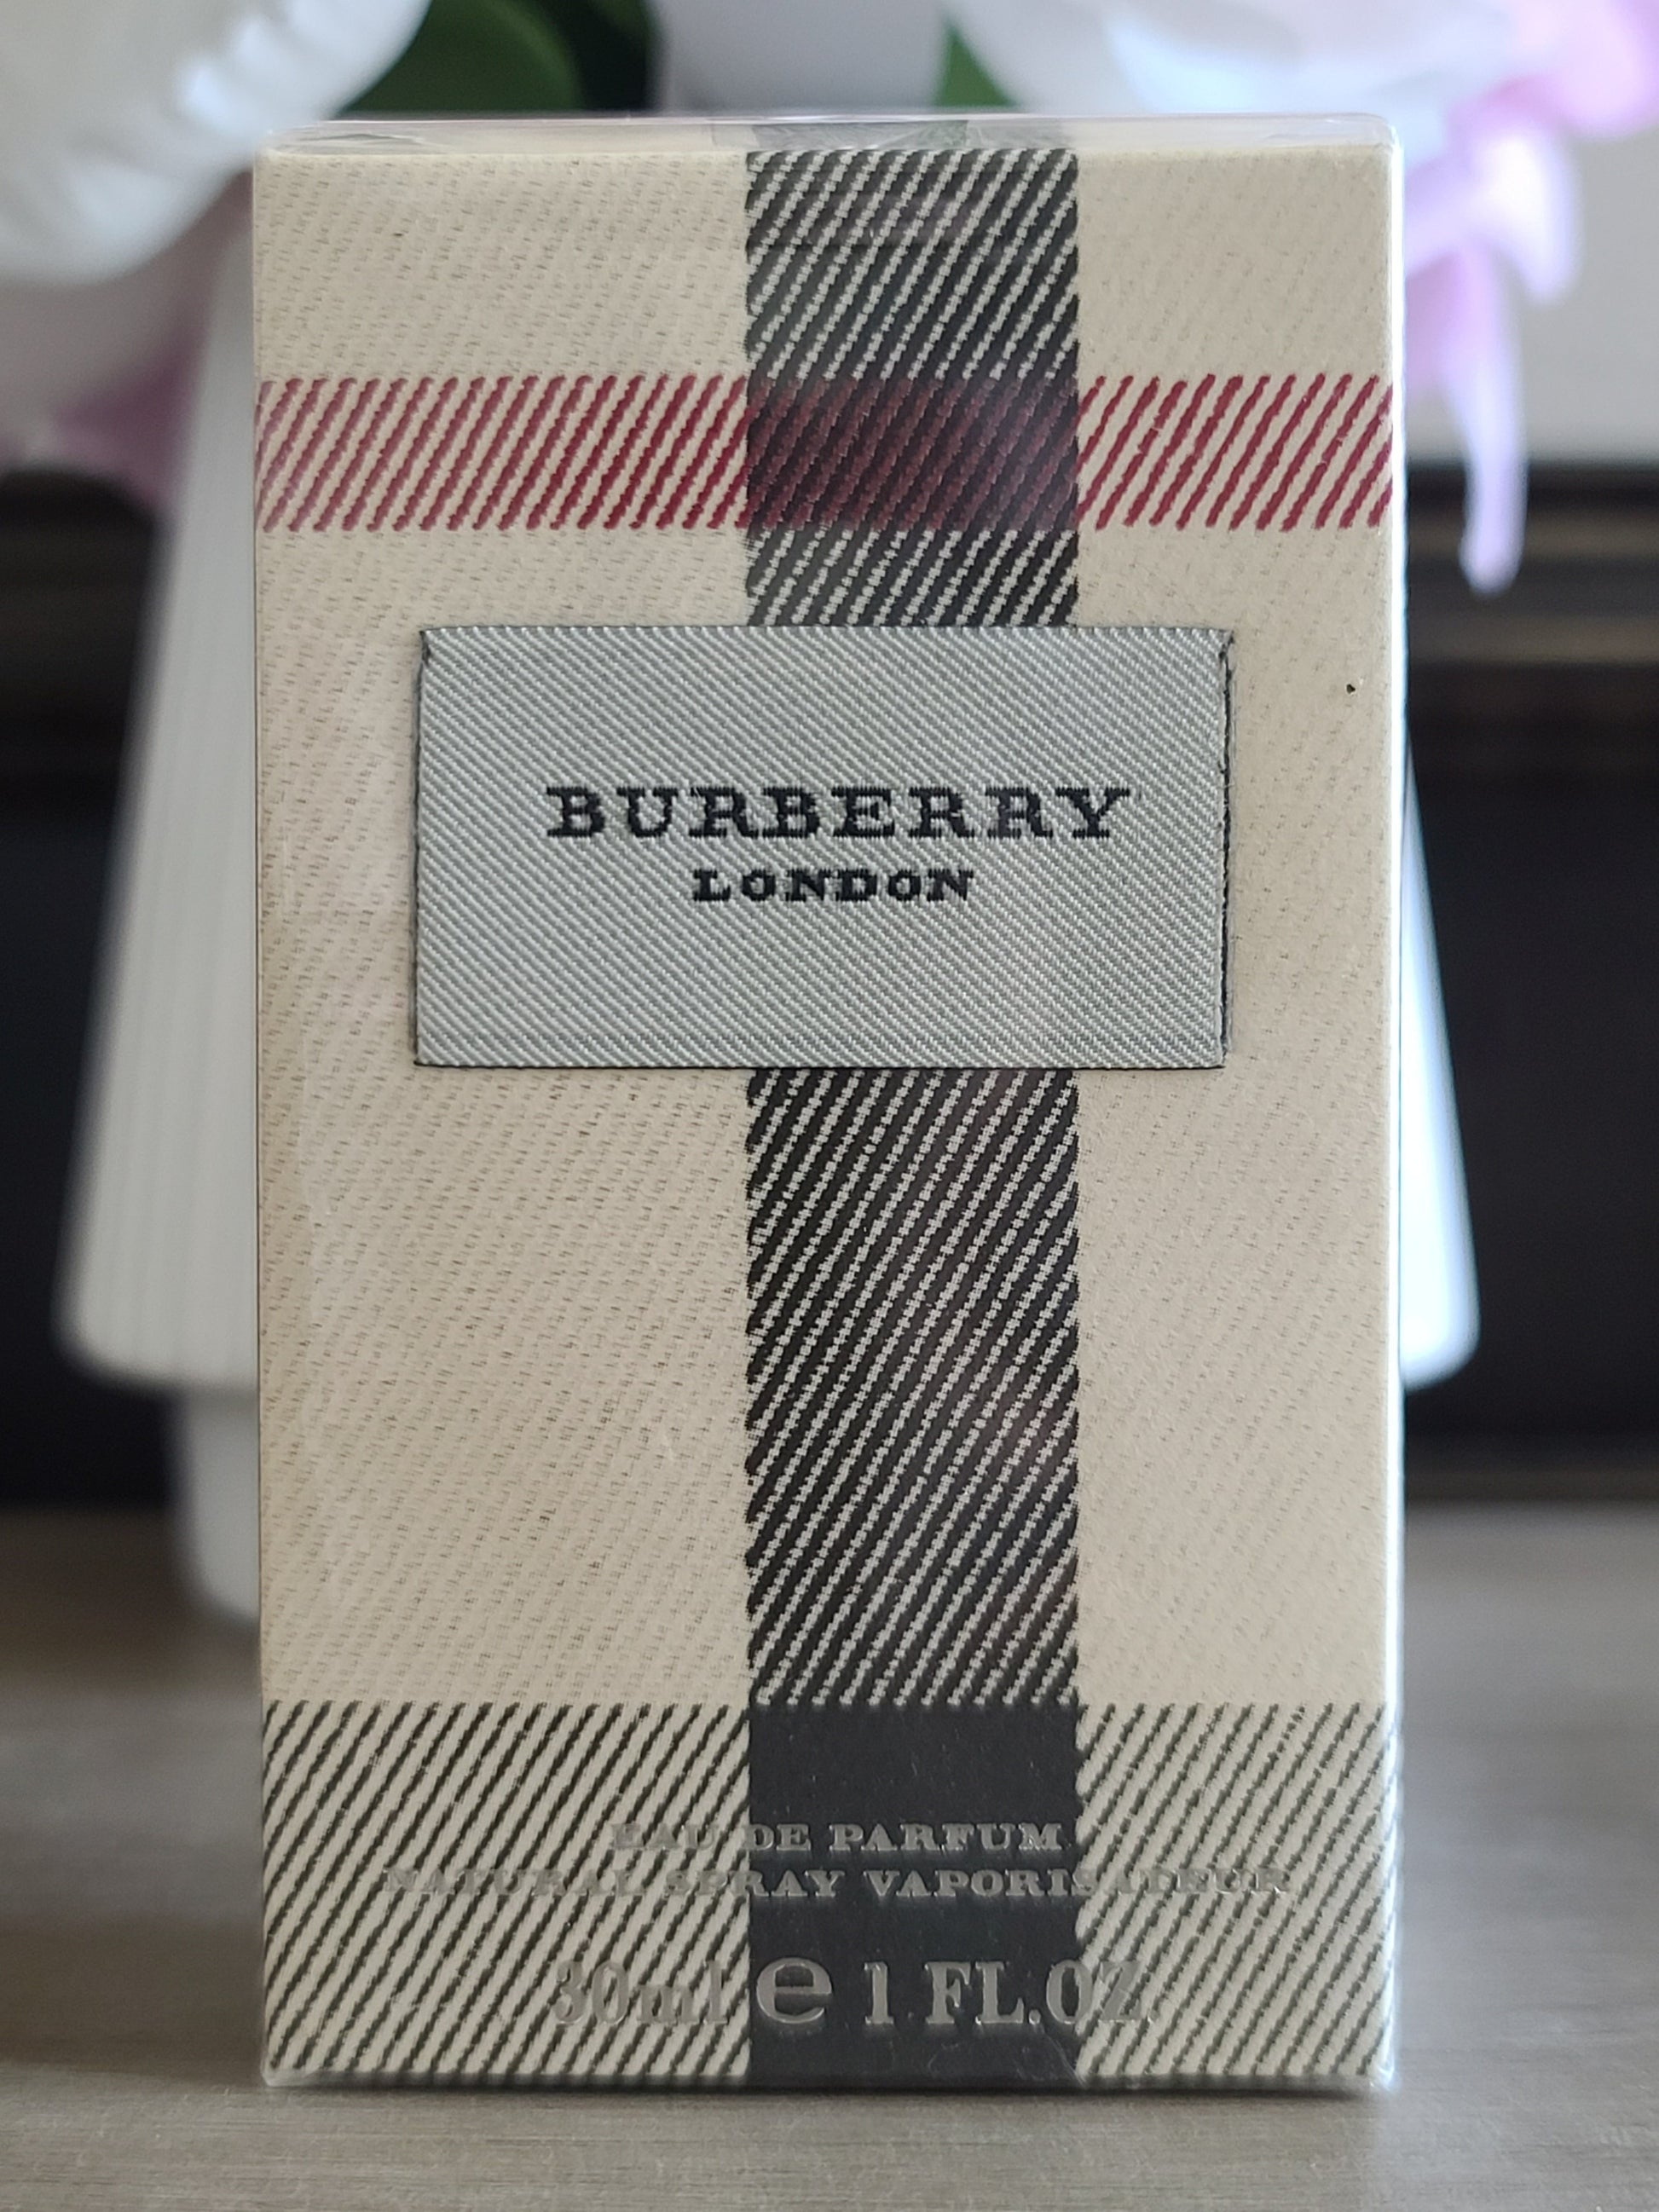 BURBERRY
LONDON
EAU DE PARFUM
NATURAL SPRAY VAPORISATEUR
30ml e 1 FL.OZ